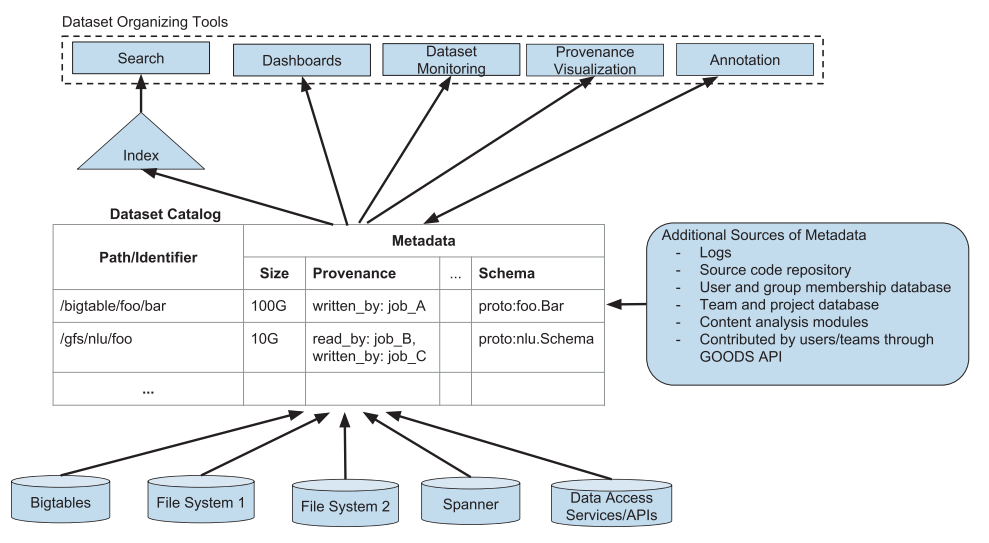 Dataset Organizing Tools
Search
Dashboards
Dataset
Monitoring
Provenance
Visualization
Annotation
Index
Dataset Catalog
Path/Identifier
Metadata
Size
Provenance
...
Schema
/bigtable/foo/bar
100G
written_by: job_A
proto:foo.Bar
/gfs/nlu/foo
10G
read_by: job_B,
written_by: job_C
proto:nlu.Schema
...
Additional Sources of Metadata
- Logs
- Source code repository
- User and group membership database
- Team and project database
- Content analysis modules
- Contributed by users/teams through
GOODS API
Bigtables
File System 1
File System 2
Spanner
Data Access
Services/APIs